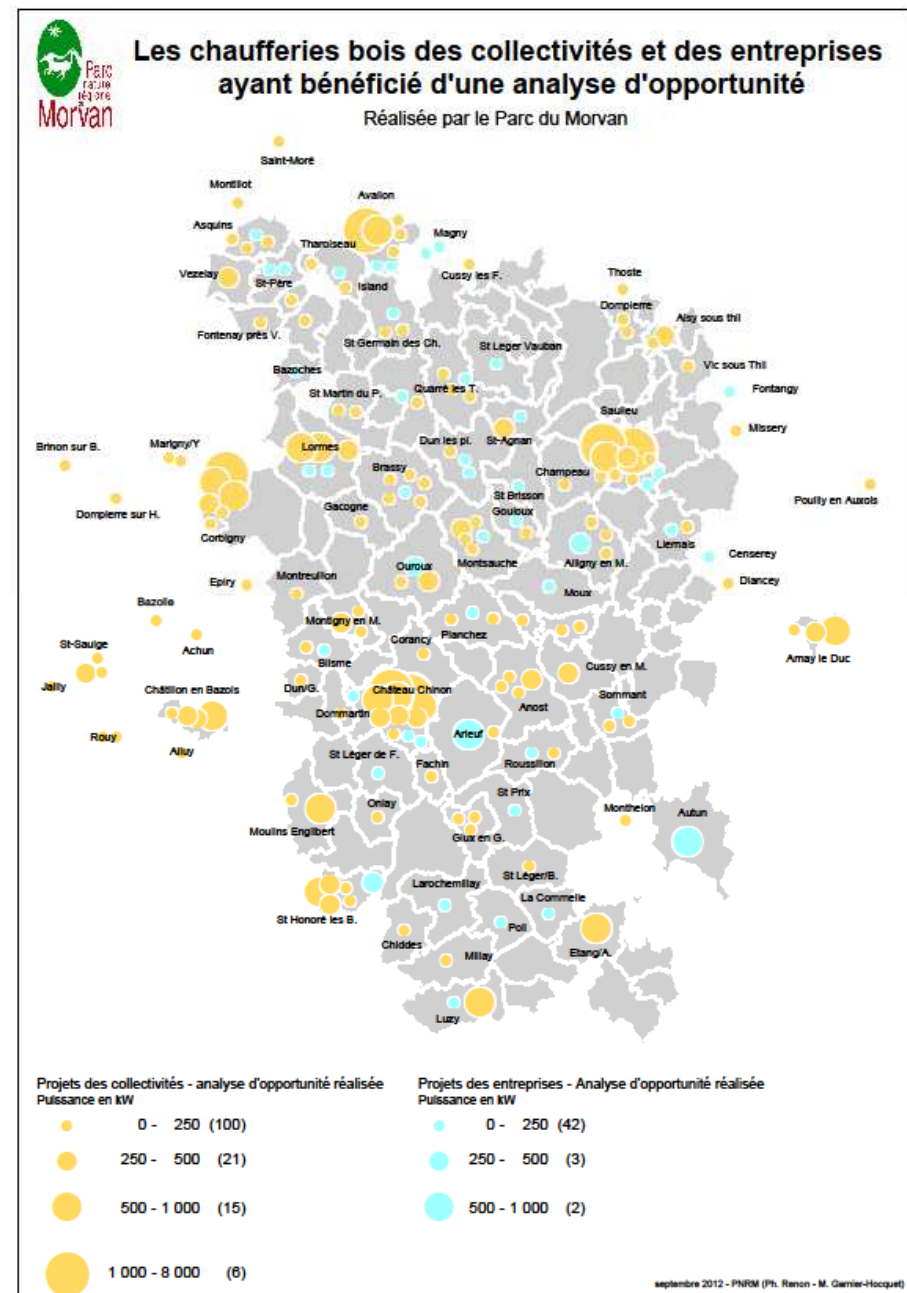 Parc
naturel
régional
Morvan
Les chaufferies bois des collectivités et des entreprises
ayant bénéficié d'une analyse d'opportunité
Réalisée par le Parc du Morvan
Saint-Moré
Montillot
Avallon
Asquins
Magny
Tharoiseau
Vezelay
St-Père
Island
Cussy les F.
Thoste
Dompierre
Aisy sous thil
Fontenay près V.
St Germain des Ch.
St Leger Vauban
Bazoches
Vic sous Thil
St Martin du P.
Quarré les T.
Fontangy
Saulieu
Missery
Brinon sur B.
Marigny/Y
Lormes
Dun les pl.
St-Agnan
Brassy
Champeau
Dompierre sur H.
St Brisson
Pouilly en Auxois
Gacogne
Gouloux
Corbigny
Montsauche
Alligny en M.
Liernais
Censerey
Epiry
Montreuillon
Ouroux
Moux
Diancey
Bazolle
Montigny en M.
Planchez
Achun
Corancy
St-Sauige
Blisme
Cussy en M.
Arnay le Duc
Jailly
Châtillon en Bazois
Dun/G.
Château Chinon
Sommant
Dommartin
Anost
Rouy
Arleuf
Alluy
St Léger de F.
Fachin
Roussillon
St Prix
Monthelon
Autun
Moulins Engilbert
Onlay
Glux en G.
St Léger/B.
Larochemillay
La Comelle
St Honoré les B.
Poil
Chiddes
Etang/A.
Millay
Luzy
Projets des collectivités - analyse d'opportunité réalisée
Puissance en kW
0 - 250 (100)
250 - 500 (21)
500 - 1 000 (15)
1 000 - 8 000 (6)
Projets des entreprises - Analyse d'opportunité réalisée
Puissance en kW
0 - 250 (42)
250 - 500 (3)
500 - 1 000 (2)
septembre 2012 - PNRM (Ph. Renon - M. Garnier-Hocquet)